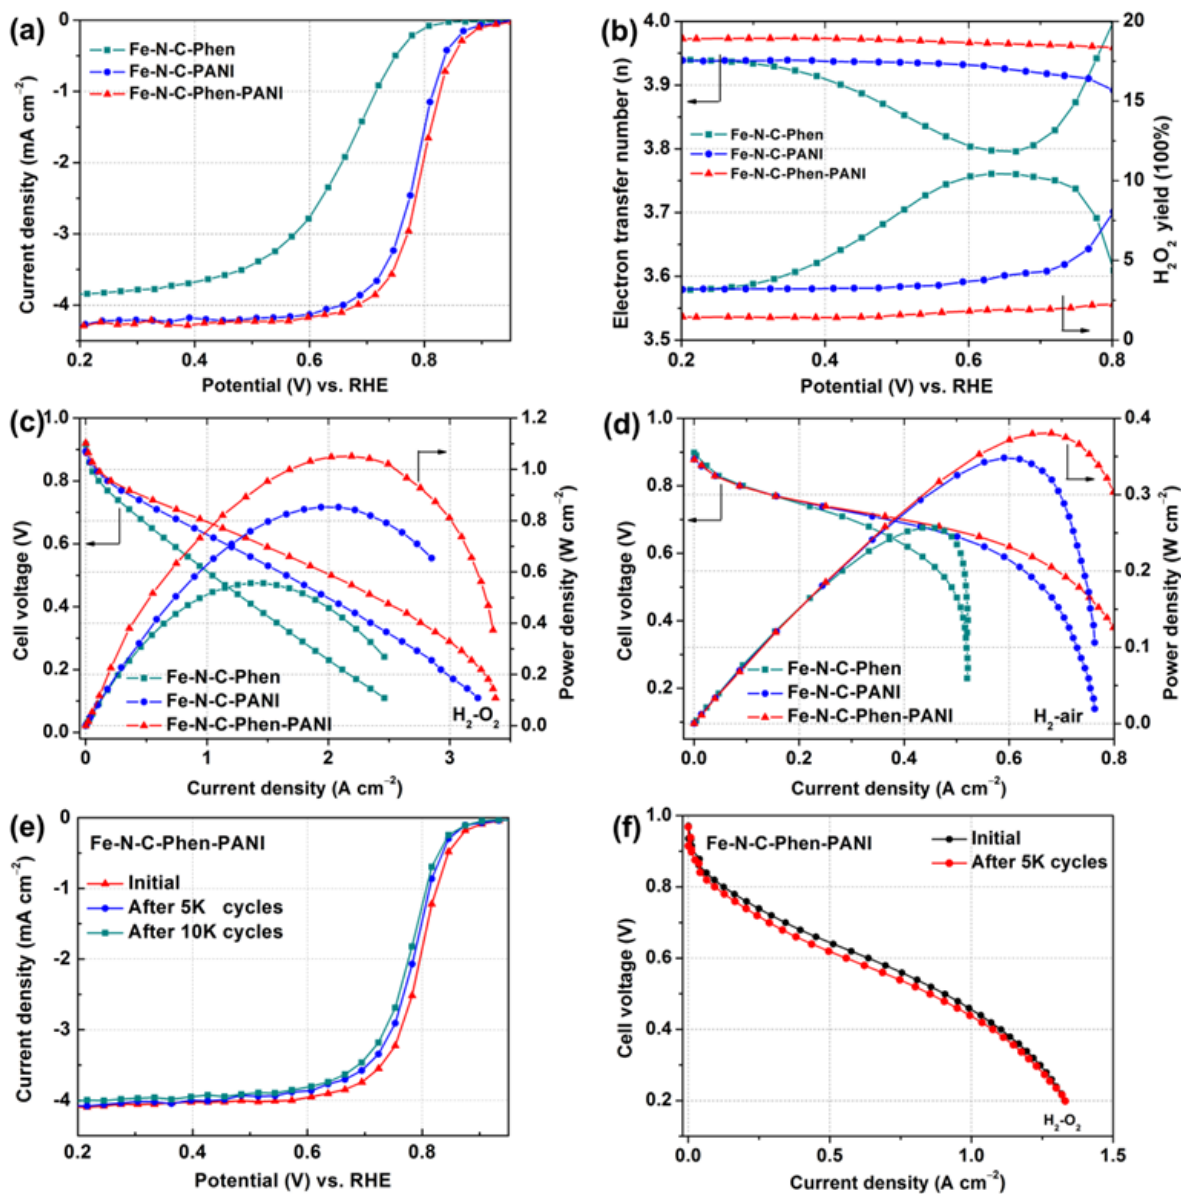 (a)
Fe-N-C-Phen
Fe-N-C-PANI
Fe-N-C-Phen-PANI
Current density (mA cm⁻²)
0
-1
-2
-3
-4
0.2
0.4
0.6
0.8
Potential (V) vs. RHE
(b)
Fe-N-C-Phen
Fe-N-C-PANI
Fe-N-C-Phen-PANI
Electron transfer number (n)
4.0
3.9
3.8
3.7
3.6
3.5
H₂O₂ yield (100%)
20
15
10
5
0
0.2
0.4
0.6
0.8
Potential (V) vs. RHE
(c)
Cell voltage (V)
1.0
0.8
0.6
0.4
0.2
0.0
Power density (W cm⁻²)
1.2
1.0
0.8
0.6
0.4
0.2
0.0
Fe-N-C-Phen
Fe-N-C-PANI
Fe-N-C-Phen-PANI
H₂-O₂
0
1
2
3
Current density (A cm⁻²)
(d)
Cell voltage (V)
1.0
0.8
0.6
0.4
0.2
Power density (W cm⁻²)
0.4
0.3
0.2
0.1
0.0
Fe-N-C-Phen
Fe-N-C-PANI
Fe-N-C-Phen-PANI
H₂-air
0.0
0.2
0.4
0.6
0.8
Current density (A cm⁻²)
(e)
Fe-N-C-Phen-PANI
Initial
After 5K cycles
After 10K cycles
Current density (mA cm⁻²)
0
-1
-2
-3
-4
0.2
0.4
0.6
0.8
Potential (V) vs. RHE
(f)
Fe-N-C-Phen-PANI
Initial
After 5K cycles
Cell voltage (V)
1.0
0.8
0.6
0.4
0.2
H₂-O₂
0.0
0.5
1.0
1.5
Current density (A cm⁻²)